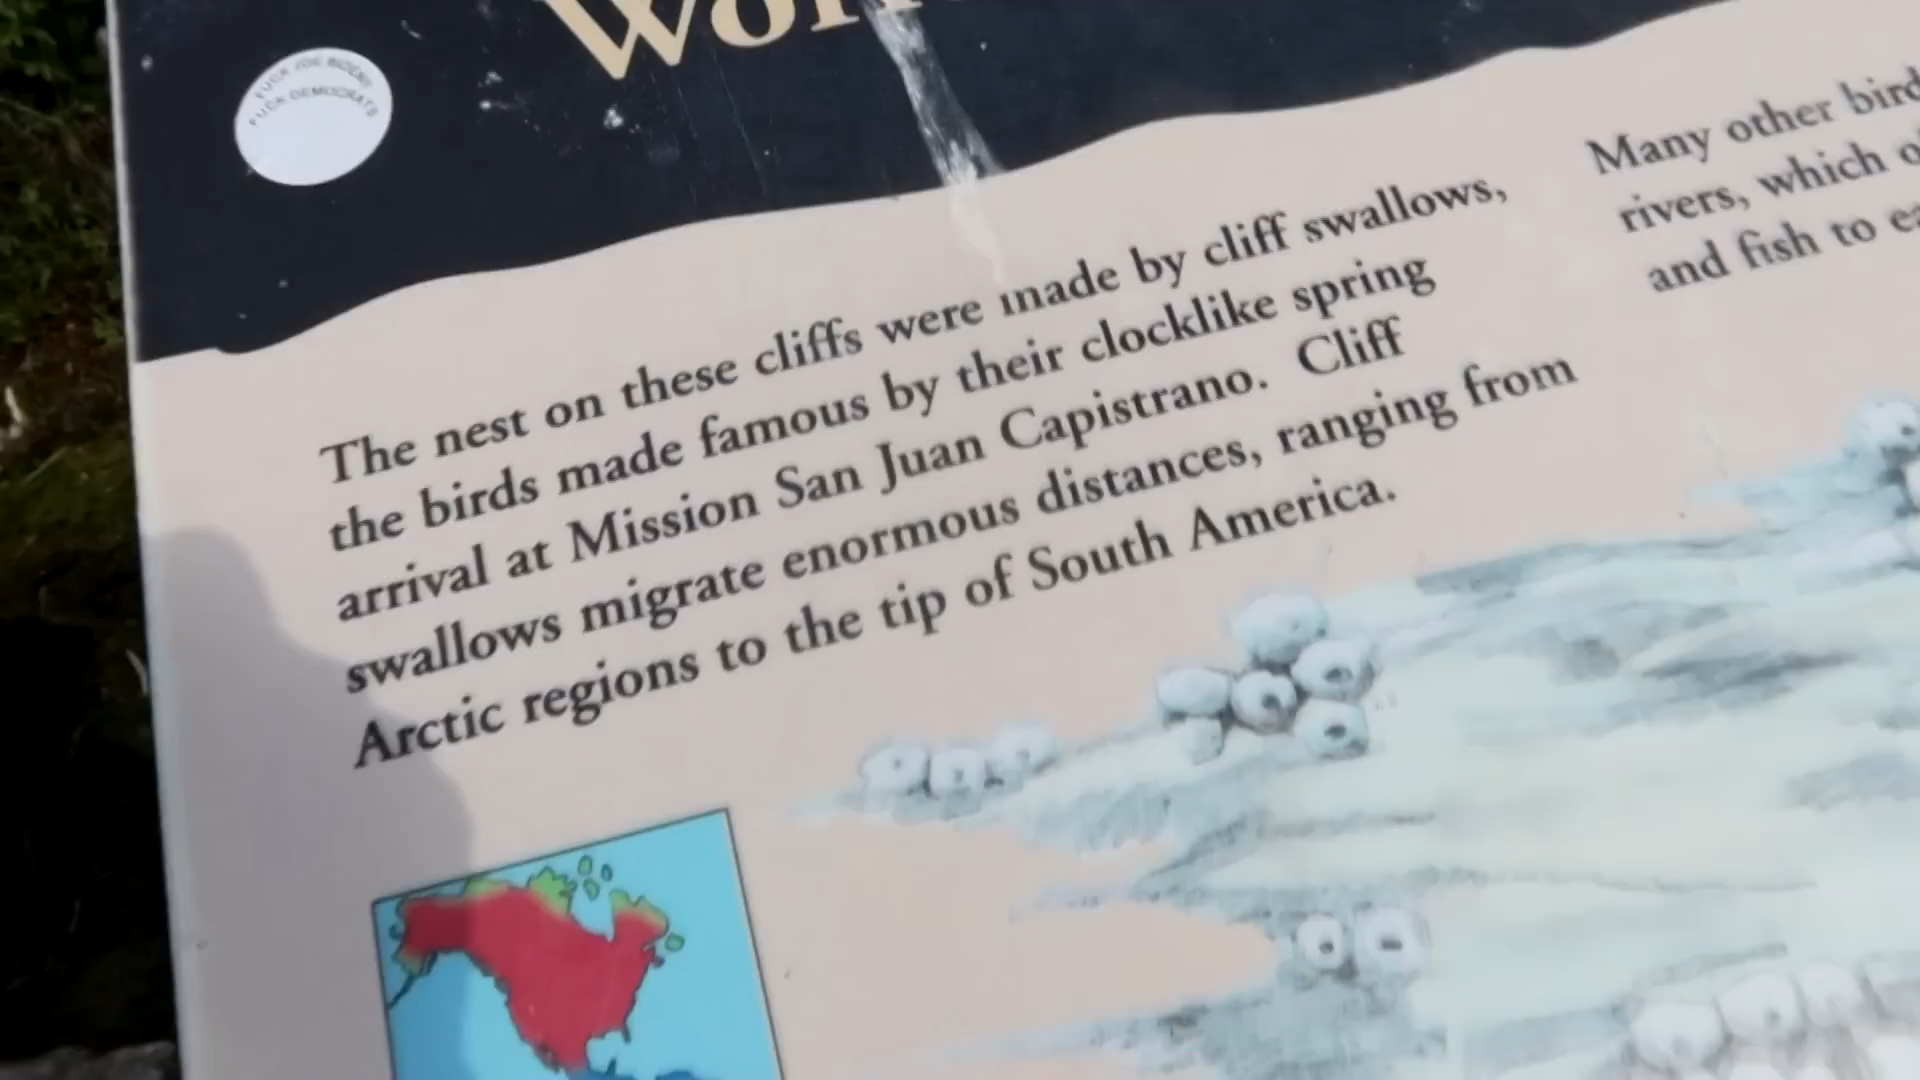 FUCK JOE BIDEN!
FUCK DEMOCRATS
The nest on these cliffs were made by cliff swallows,
the birds made famous by their clocklike spring
arrival at Mission San Juan Capistrano. Cliff
swallows migrate enormous distances, ranging from
Arctic regions to the tip of South America.
Many other bird
rivers, which
and fish to